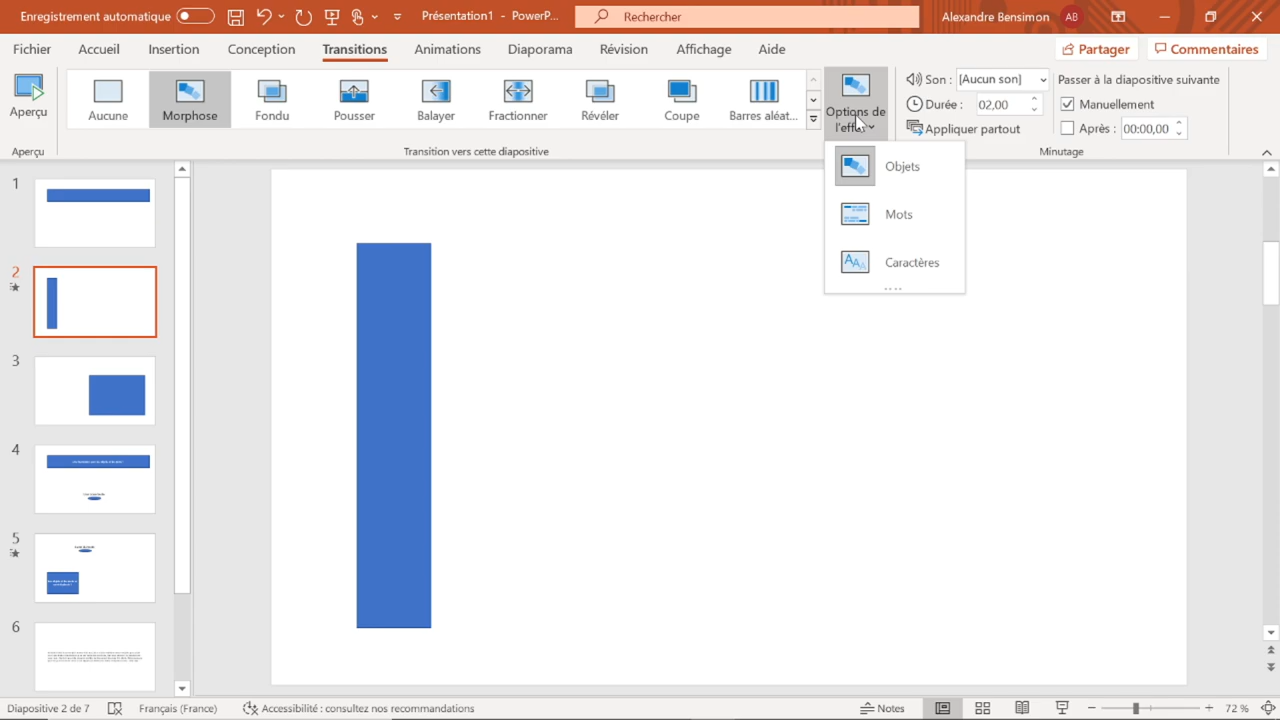 Enregistrement automatique
Présentation1 - PowerP...
Rechercher
Alexandre Bensimon
AB
Fichier
Accueil
Insertion
Conception
Transitions
Animations
Diaporama
Révision
Affichage
Aide
Partager
Commentaires
Aperçu
Aucune
Morphose
Fondu
Pousser
Balayer
Fractionner
Révéler
Coupe
Barres aléat...
Options de
l'effet
Son : [Aucun son]
Durée : 02,00
Appliquer partout
Passer à la diapositive suivante
Manuellement
Après : 00:00,00
Aperçu
Transition vers cette diapositive
Minutage
Objets
Mots
Caractères
1
2
3
4
5
6
Diapositive 2 de 7
Français (France)
Accessibilité : consultez nos recommandations
Notes
72 %